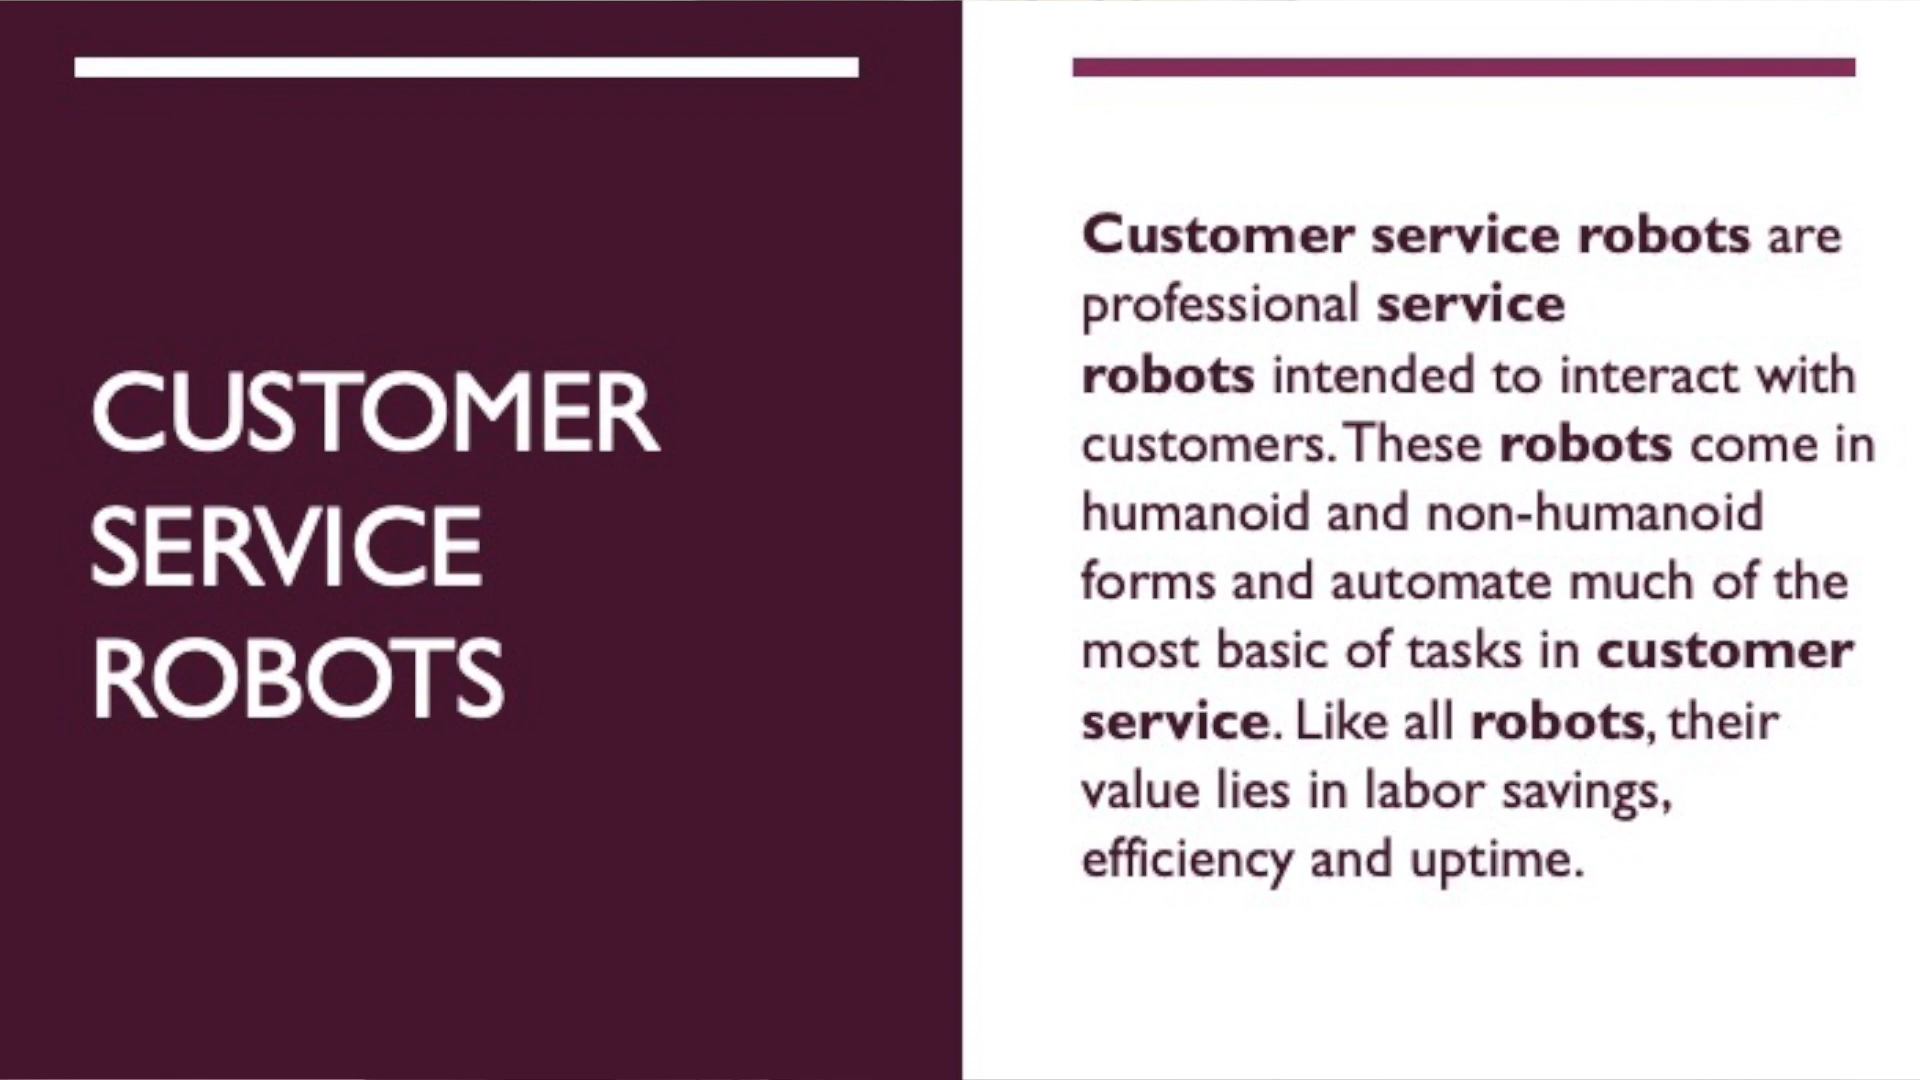 CUSTOMER
SERVICE
ROBOTS
Customer service robots are
professional service
robots intended to interact with
customers. These robots come in
humanoid and non-humanoid
forms and automate much of the
most basic of tasks in customer
service. Like all robots, their
value lies in labor savings,
efficiency and uptime.